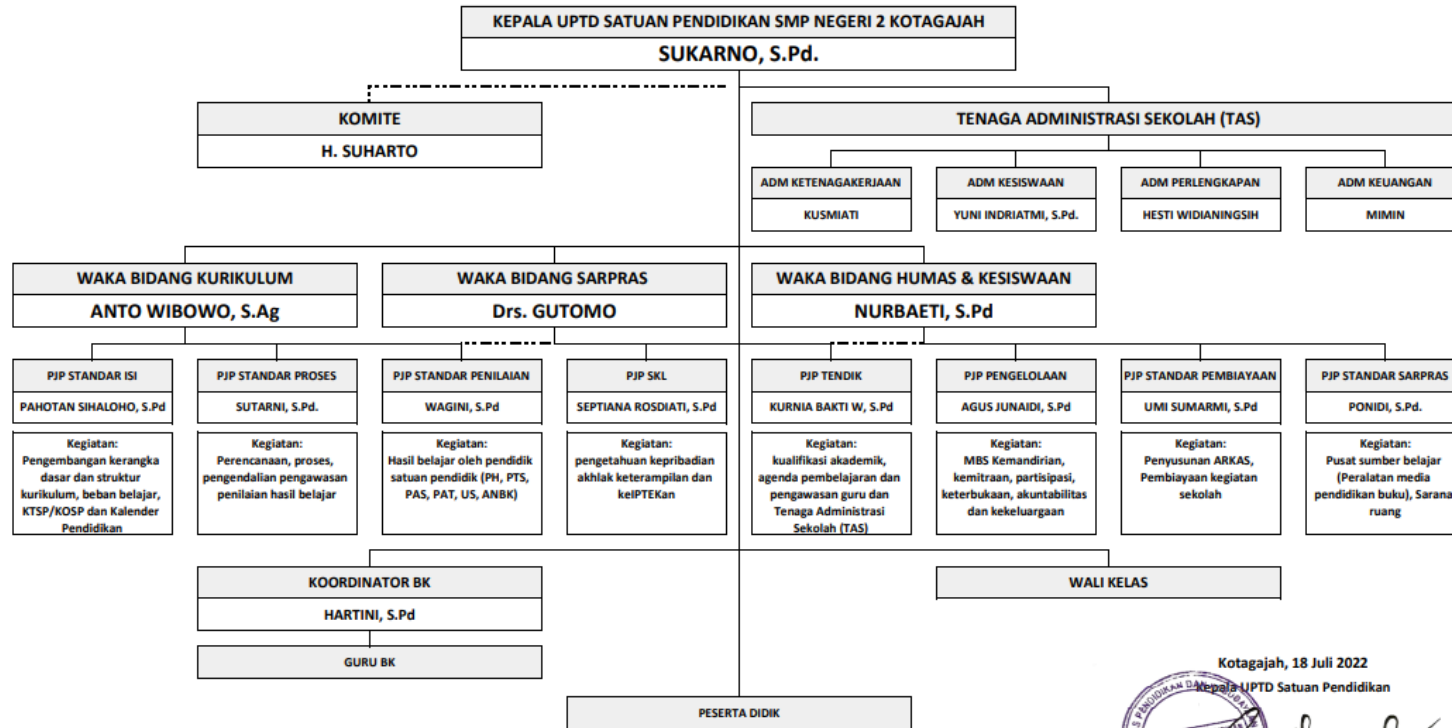 KEPALA UPTD SATUAN PENDIDIKAN SMP NEGERI 2 KOTAGAJAH
SUKARNO, S.Pd.
KOMITE
H. SUHARTO
TENAGA ADMINISTRASI SEKOLAH (TAS)
ADM KETENAGAKERJAAN
KUSMIATI
ADM KESISWAAN
YUNI INDRIATMI, S.Pd.
ADM PERLENGKAPAN
HESTI WIDIANINGSIH
ADM KEUANGAN
MIMIN
WAKA BIDANG KURIKULUM
ANTO WIBOWO, S.Ag
WAKA BIDANG SARPRAS
Drs. GUTOMO
WAKA BIDANG HUMAS & KESISWAAN
NURBAETI, S.Pd
PJP STANDAR ISI
PAHOTAN SIHALOHO, S.Pd
Kegiatan:
Pengembangan kerangka
dasar dan struktur
kurikulum, beban belajar,
KTSP/KOSP dan Kalender
Pendidikan
PJP STANDAR PROSES
SUTARNI, S.Pd.
Kegiatan:
Perencanaan, proses,
pengendalian pengawasan
penilaian hasil belajar
PJP STANDAR PENILAIAN
WAGINI, S.Pd
Kegiatan:
Hasil belajar oleh pendidik
satuan pendidik (PH, PTS,
PAS, PAT, US, ANBK)
PJP SKL
SEPTIANA ROSDIATI, S.Pd
Kegiatan:
pengetahuan kepribadian
akhlak keterampilan dan
keIPTEKan
PJP TENDIK
KURNIA BAKTI W, S.Pd
Kegiatan:
kualifikasi akademik,
agenda pembelajaran dan
pengawasan guru dan
Tenaga Administrasi
Sekolah (TAS)
PJP PENGELOLAAN
AGUS JUNAIDI, S.Pd
Kegiatan:
MBS Kemandirian,
kemitraan, partisipasi,
keterbukaan, akuntabilitas
dan kekeluargaan
PJP STANDAR PEMBIAYAAN
UMI SUMARMI, S.Pd
Kegiatan:
Penyusunan ARKAS,
Pembiayaan kegiatan
sekolah
PJP STANDAR SARPRAS
PONIDI, S.Pd.
Kegiatan:
Pusat sumber belajar
(Peralatan media
pendidikan buku), Sarana
ruang
KOORDINATOR BK
HARTINI, S.Pd
GURU BK
WALI KELAS
PESERTA DIDIK
Kotagajah, 18 Juli 2022
Kepala UPTD Satuan Pendidikan